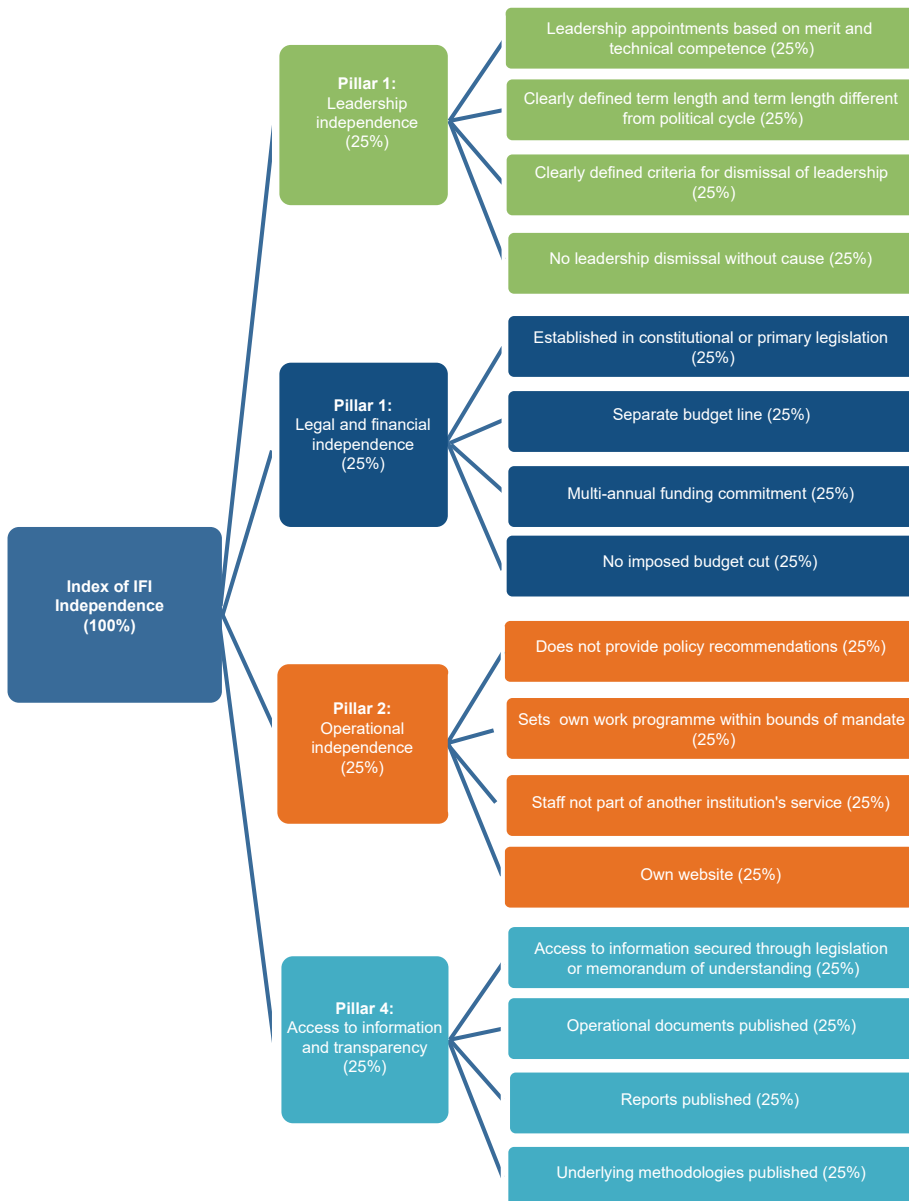 Index of IFI
Independence
(100%)
Pillar 1:
Leadership
independence
(25%)
Leadership appointments based on merit and
technical competence (25%)
Clearly defined term length and term length different
from political cycle (25%)
Clearly defined criteria for dismissal of leadership
(25%)
No leadership dismissal without cause (25%)
Pillar 1:
Legal and financial
independence
(25%)
Established in constitutional or primary legislation
(25%)
Separate budget line (25%)
Multi-annual funding commitment (25%)
No imposed budget cut (25%)
Pillar 2:
Operational
independence
(25%)
Does not provide policy recommendations (25%)
Sets own work programme within bounds of mandate
(25%)
Staff not part of another institution's service (25%)
Own website (25%)
Pillar 4:
Access to information
and transparency
(25%)
Access to information secured through legislation
or memorandum of understanding (25%)
Operational documents published (25%)
Reports published (25%)
Underlying methodologies published (25%)